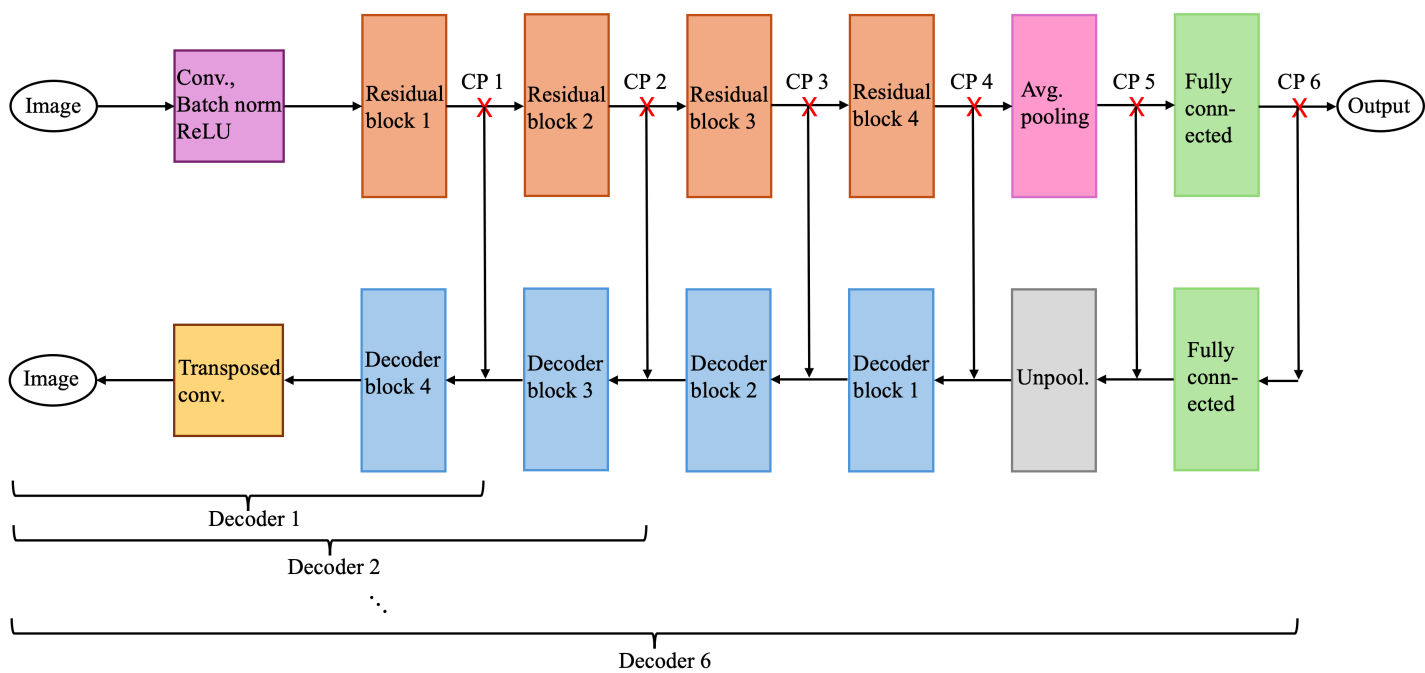 Image
Conv.,
Batch norm
ReLU
Residual
block 1
CP 1
Residual
block 2
CP 2
Residual
block 3
CP 3
Residual
block 4
CP 4
Avg.
pooling
CP 5
Fully
conn-
ected
CP 6
Output
Image
Transposed
conv.
Decoder
block 4
Decoder
block 3
Decoder
block 2
Decoder
block 1
Unpool.
Fully
conn-
ected
Decoder 1
Decoder 2
⋱
Decoder 6